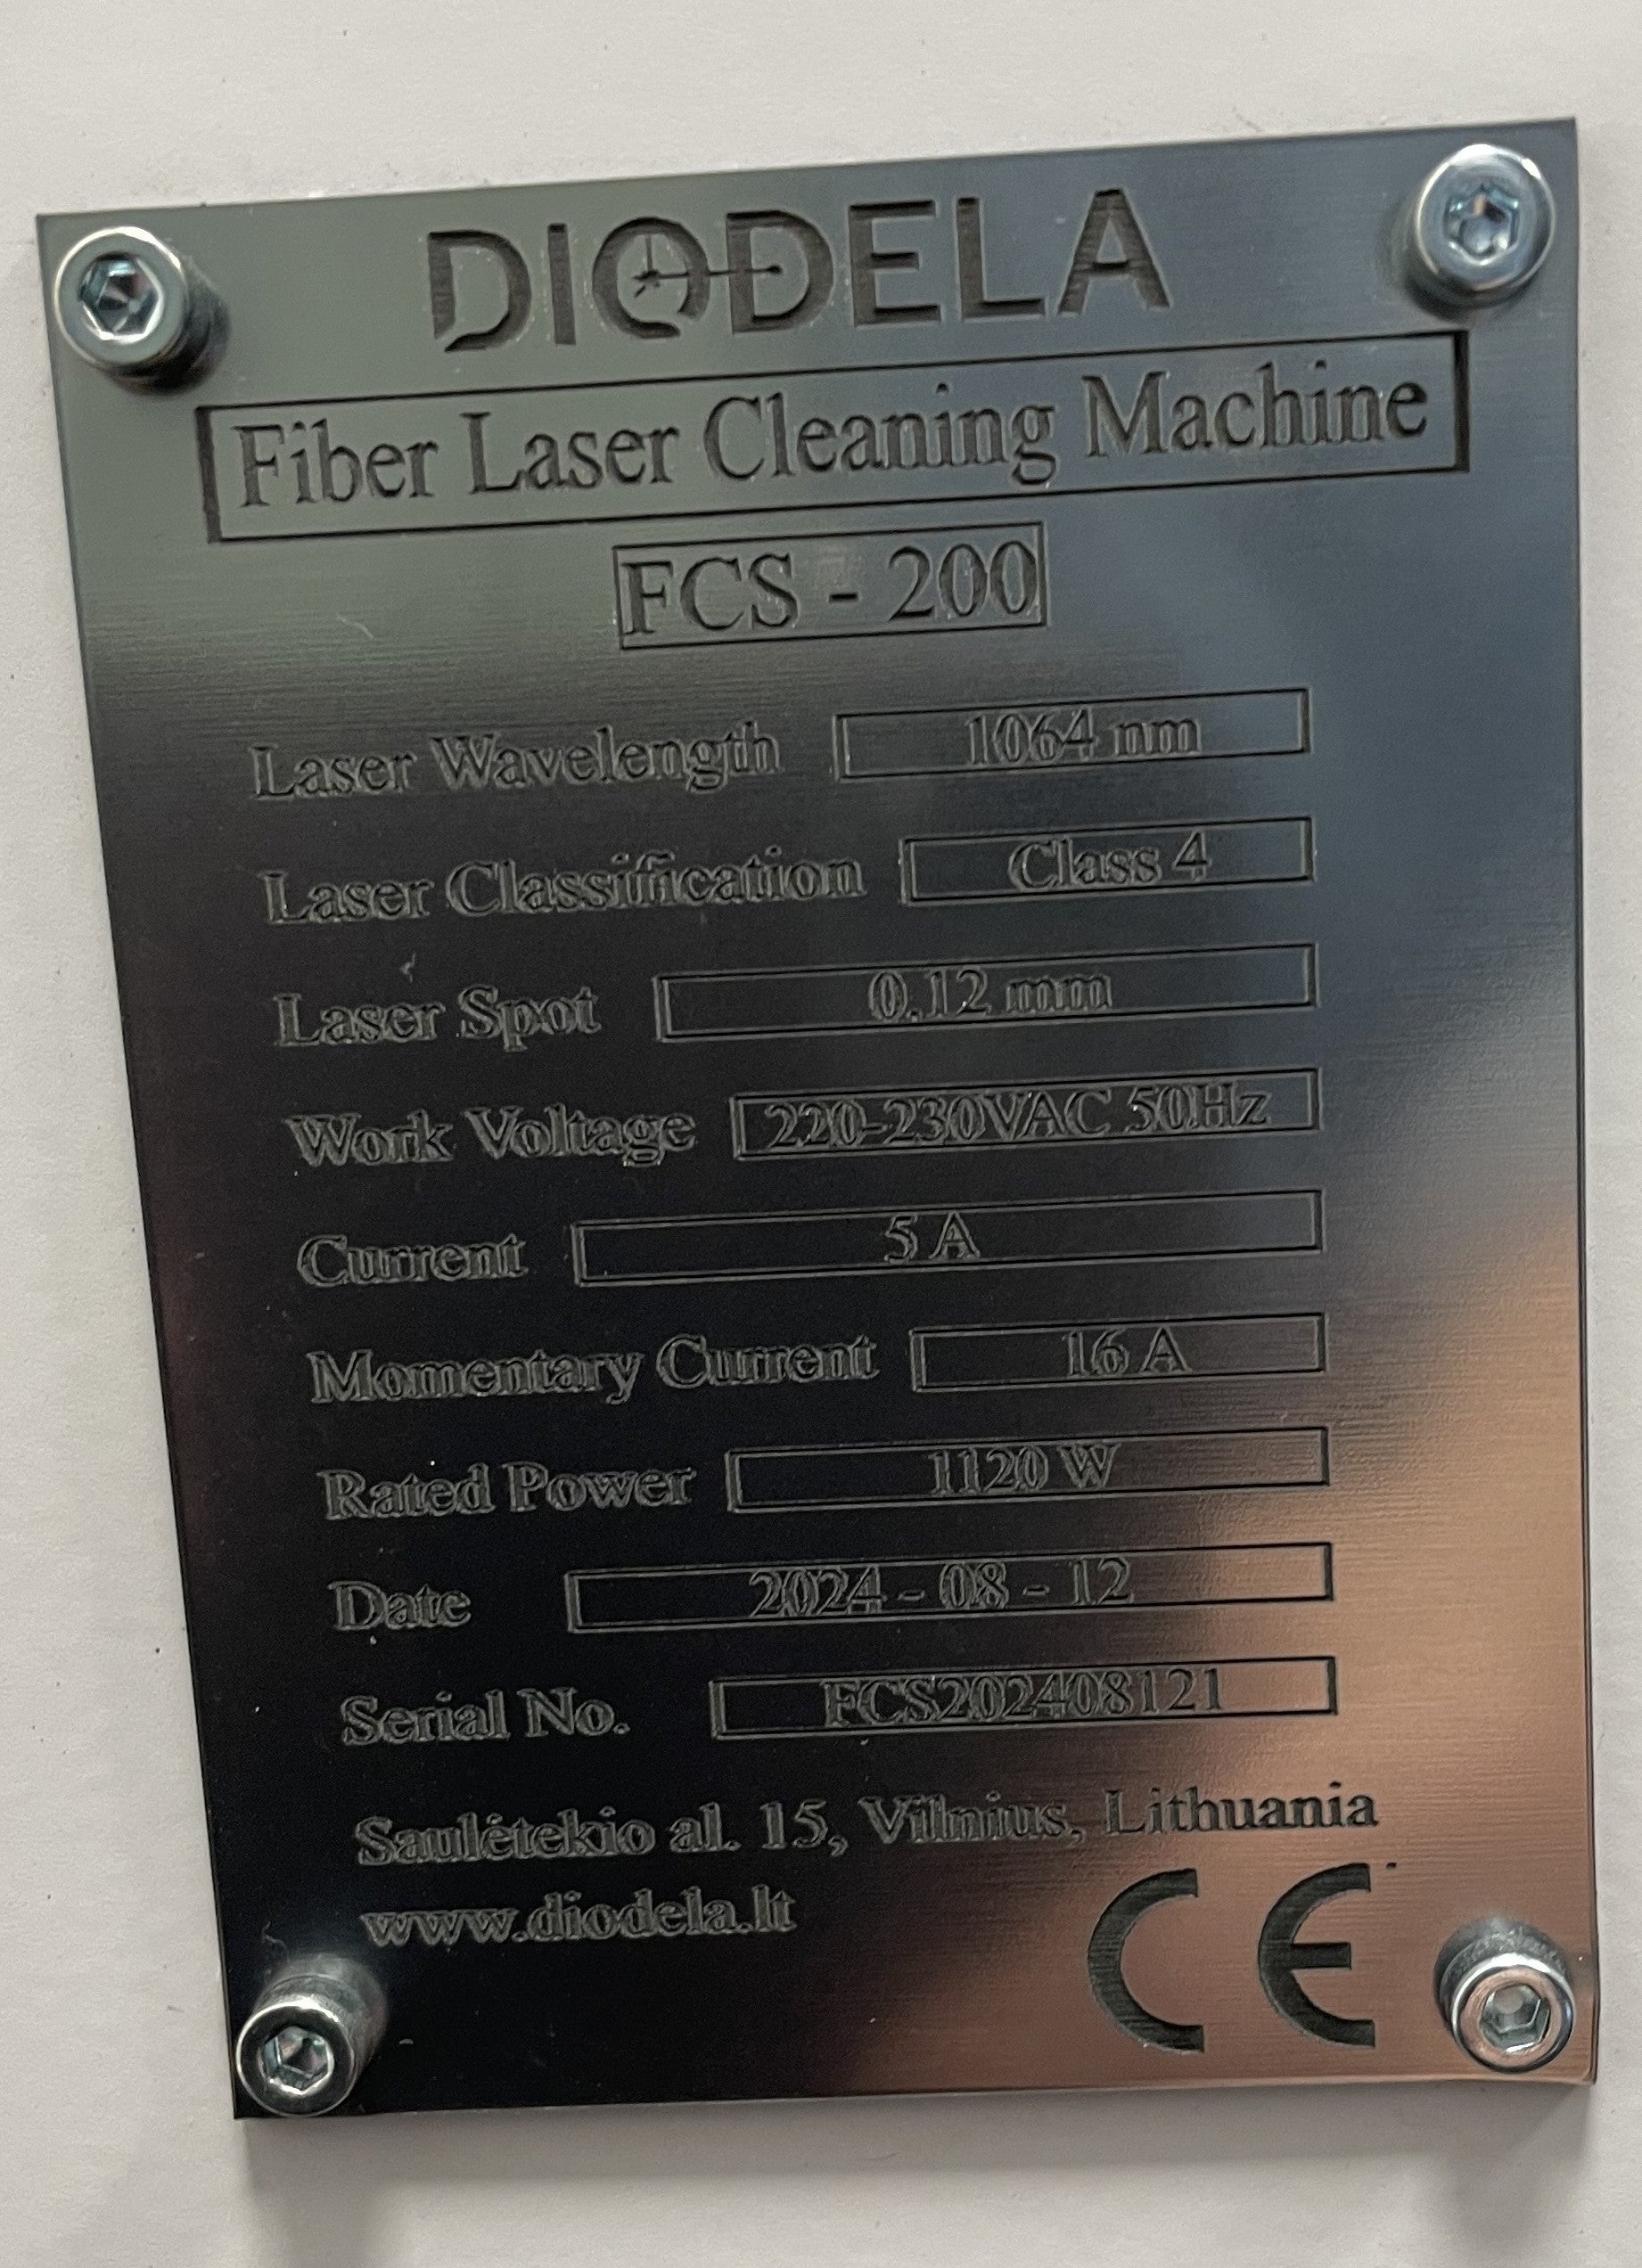 DIODELA
Fiber Laser Cleaning Machine
FCS - 200
Laser Wavelength 1064 nm
Laser Classification Class 4
Laser Spot 0.12 mm
Work Voltage 220-230VAC 50Hz
Current 5 A
Momentary Current 16 A
Rated Power 1120 W
Date 2024 - 08 - 12
Serial No. FCS202408121
Saulėtekio al. 15, Vilnius, Lithuania
www.diodela.lt
CE